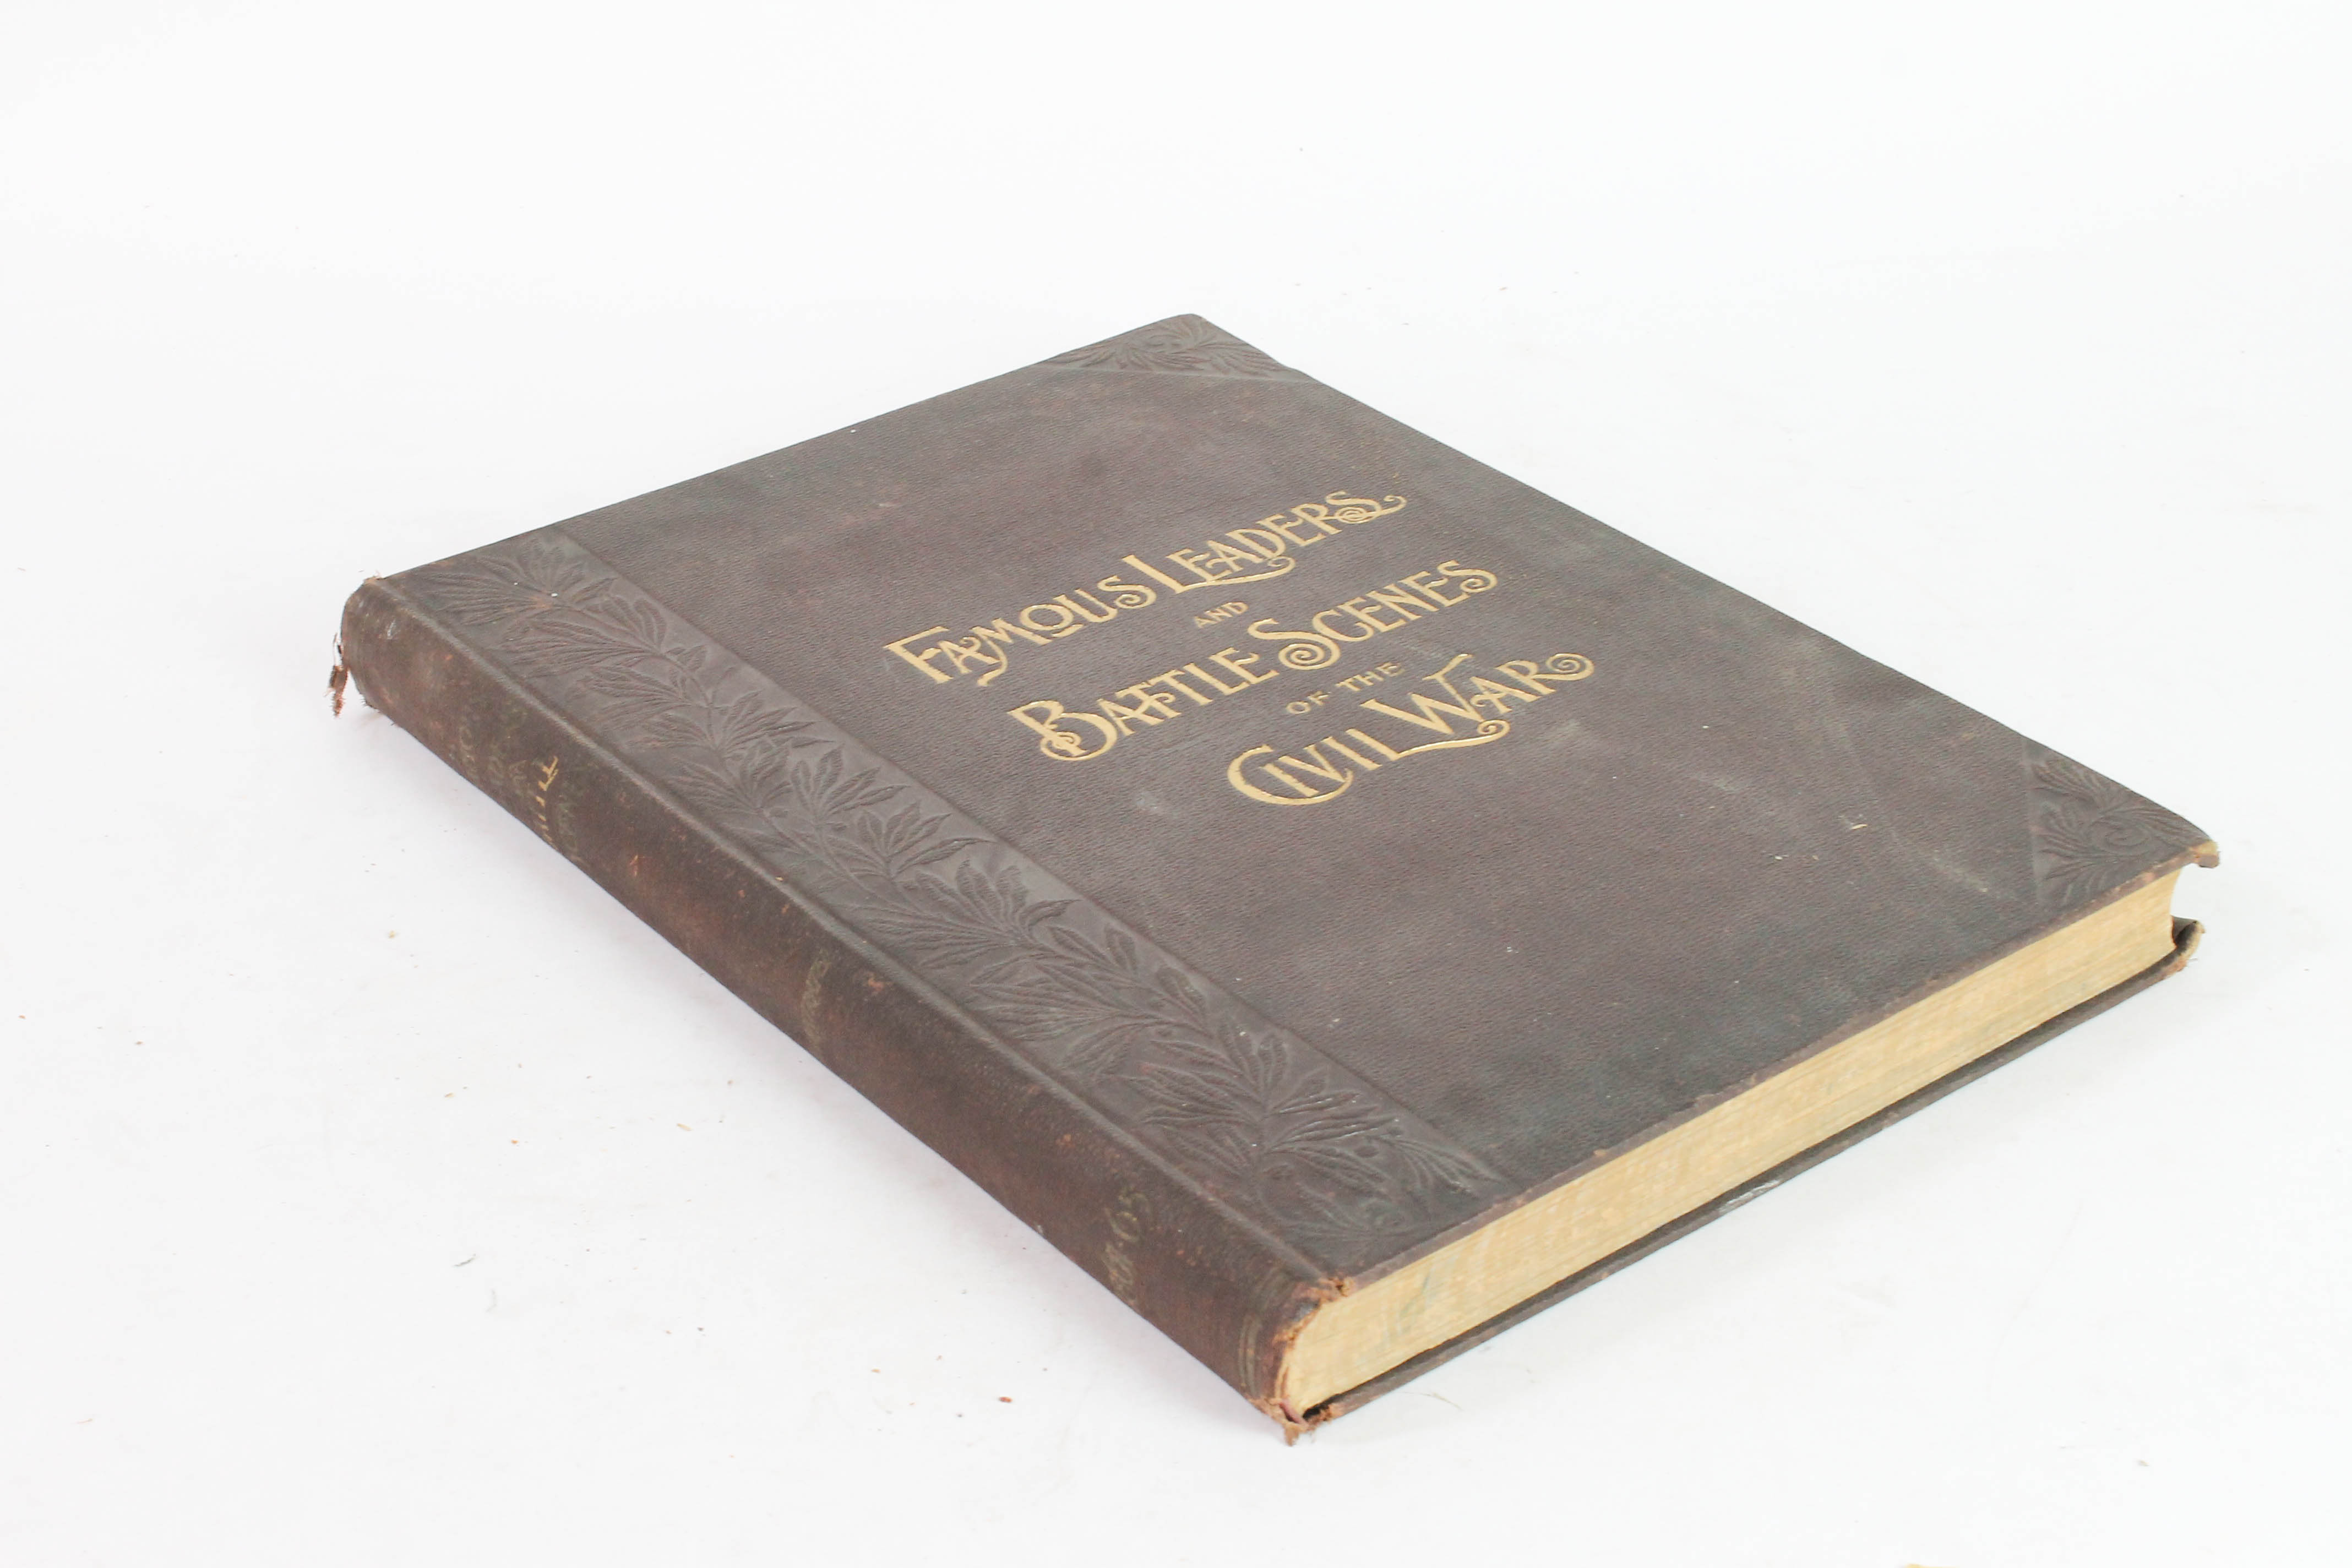 FAMOUS LEADERS
AND
BATTLE SCENES
OF THE
CIVIL WAR